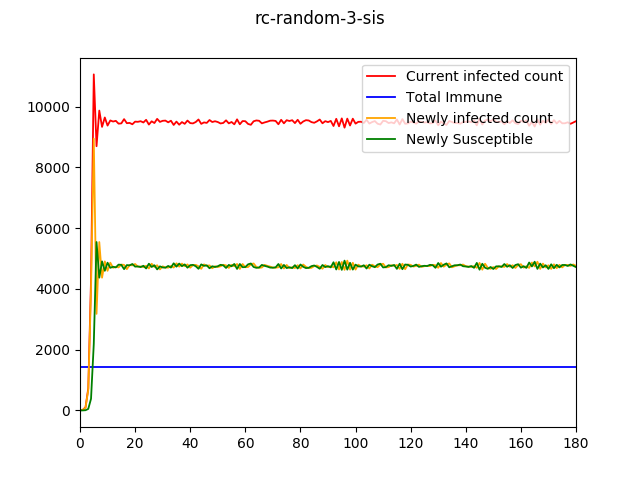 rc-random-3-sis
Current infected count
Total Immune
Newly infected count
Newly Susceptible
10000
8000
6000
4000
2000
0
0 20 40 60 80 100 120 140 160 180